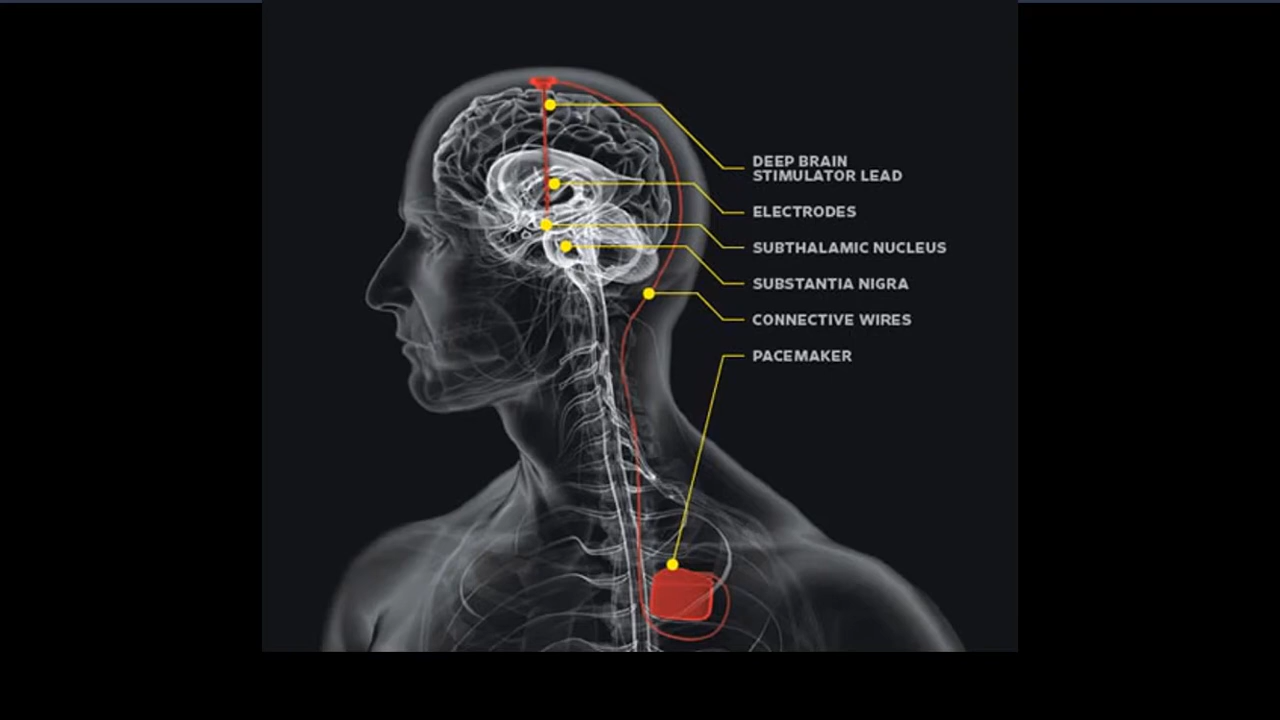 DEEP BRAIN
STIMULATOR LEAD
ELECTRODES
SUBTHALAMIC NUCLEUS
SUBSTANTIA NIGRA
CONNECTIVE WIRES
PACEMAKER